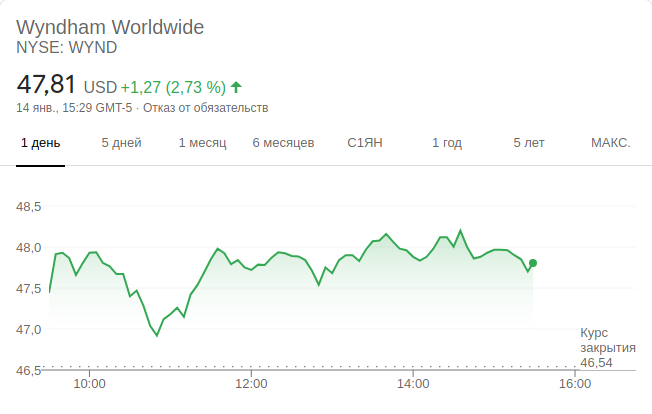 Wyndham Worldwide
NYSE: WYND
47,81 USD +1,27 (2,73 %)
14 янв., 15:29 GMT-5 · Отказ от обязательств
1 день 5 дней 1 месяц 6 месяцев С1ЯН 1 год 5 лет МАКС.
48,5
48,0
47,5
47,0
Курс
закрытия
46,54
46,5
10:00 12:00 14:00 16:00